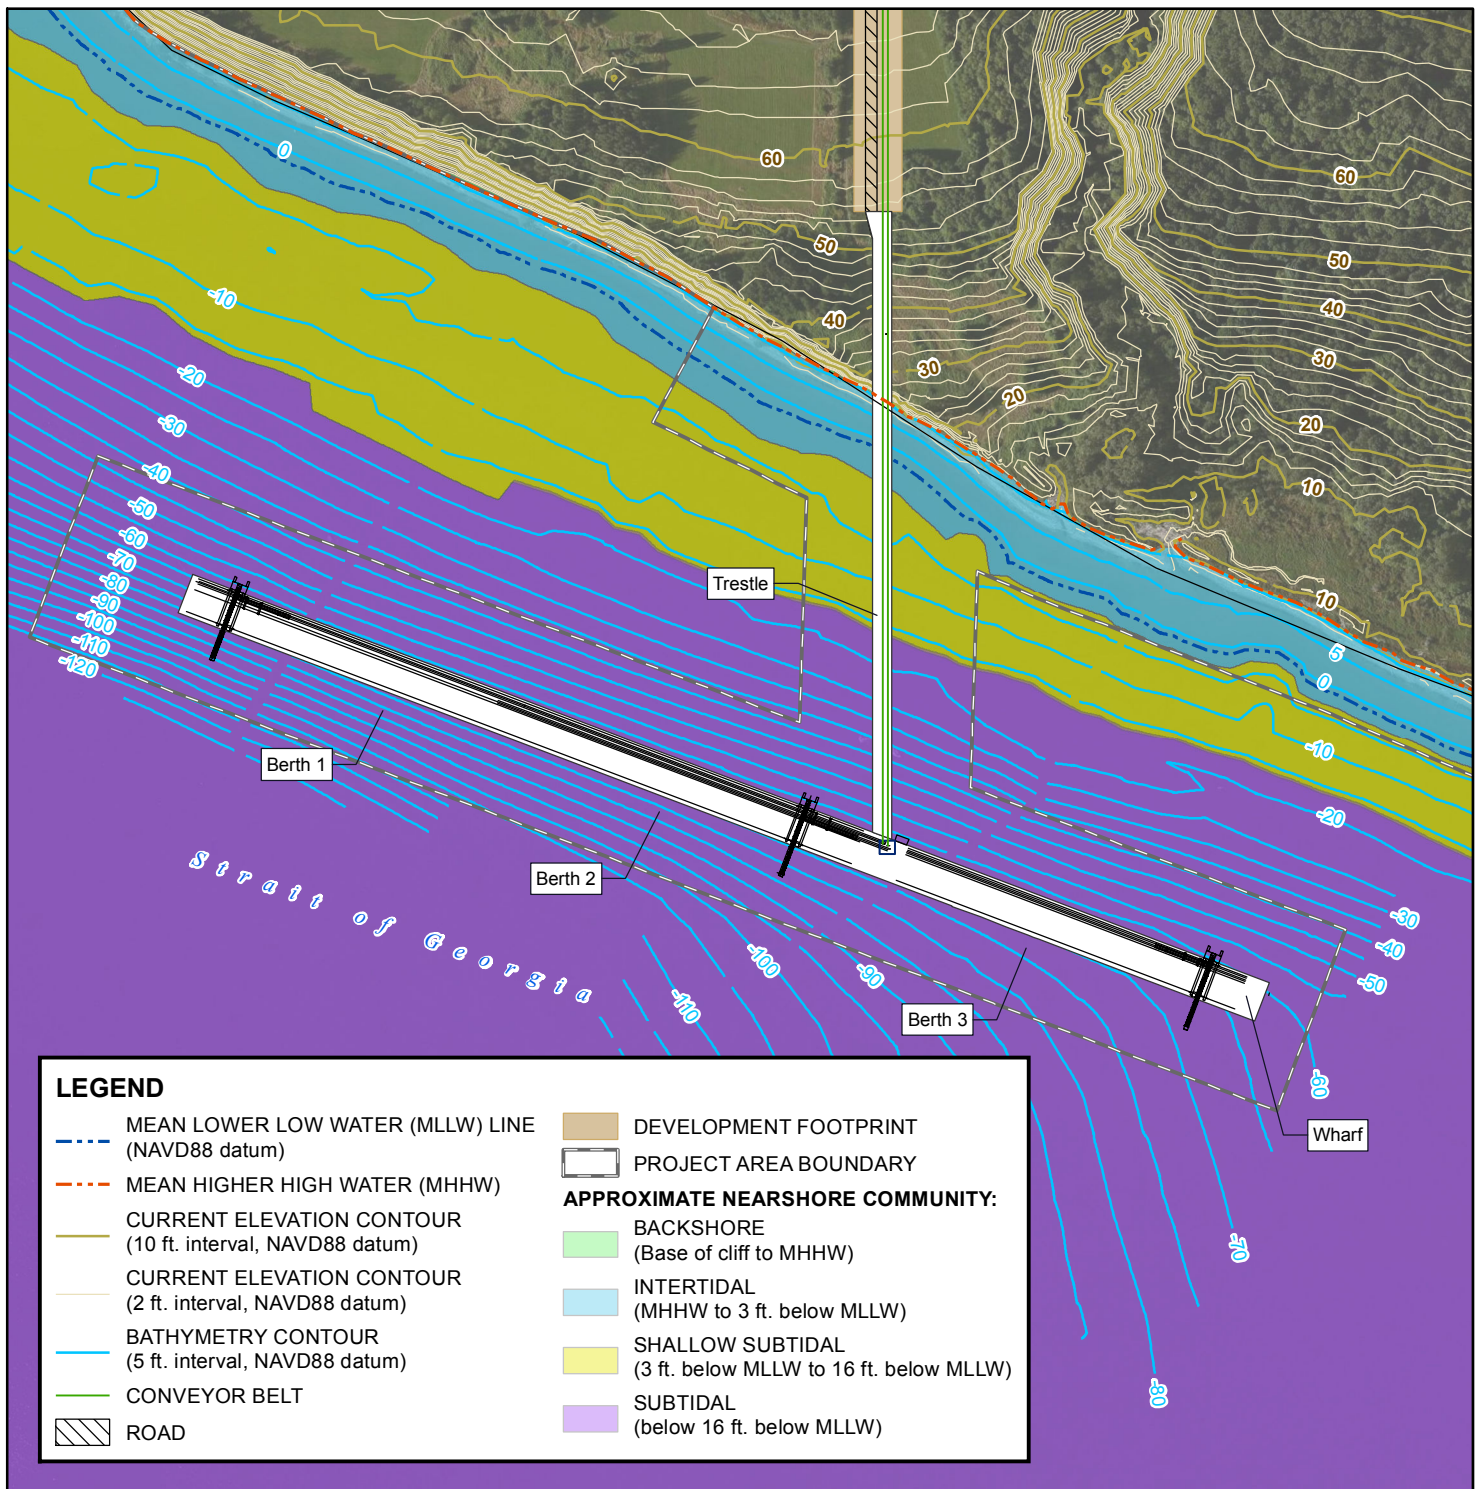 60
60
50
50
40
40
30
30
20
20
10
10
0
-10
-20
-30
-40
-50
-60
-70
-80
-90
-100
-110
-120
5
0
-10
-20
-30
-40
-50
-60
-70
-80
-90
-100
-110
Trestle
Berth 1
Berth 2
Berth 3
Wharf
Strait of Georgia
LEGEND
MEAN LOWER LOW WATER (MLLW) LINE
(NAVD88 datum)
MEAN HIGHER HIGH WATER (MHHW)
CURRENT ELEVATION CONTOUR
(10 ft. interval, NAVD88 datum)
CURRENT ELEVATION CONTOUR
(2 ft. interval, NAVD88 datum)
BATHYMETRY CONTOUR
(5 ft. interval, NAVD88 datum)
CONVEYOR BELT
ROAD
DEVELOPMENT FOOTPRINT
PROJECT AREA BOUNDARY
APPROXIMATE NEARSHORE COMMUNITY:
BACKSHORE
(Base of cliff to MHHW)
INTERTIDAL
(MHHW to 3 ft. below MLLW)
SHALLOW SUBTIDAL
(3 ft. below MLLW to 16 ft. below MLLW)
SUBTIDAL
(below 16 ft. below MLLW)